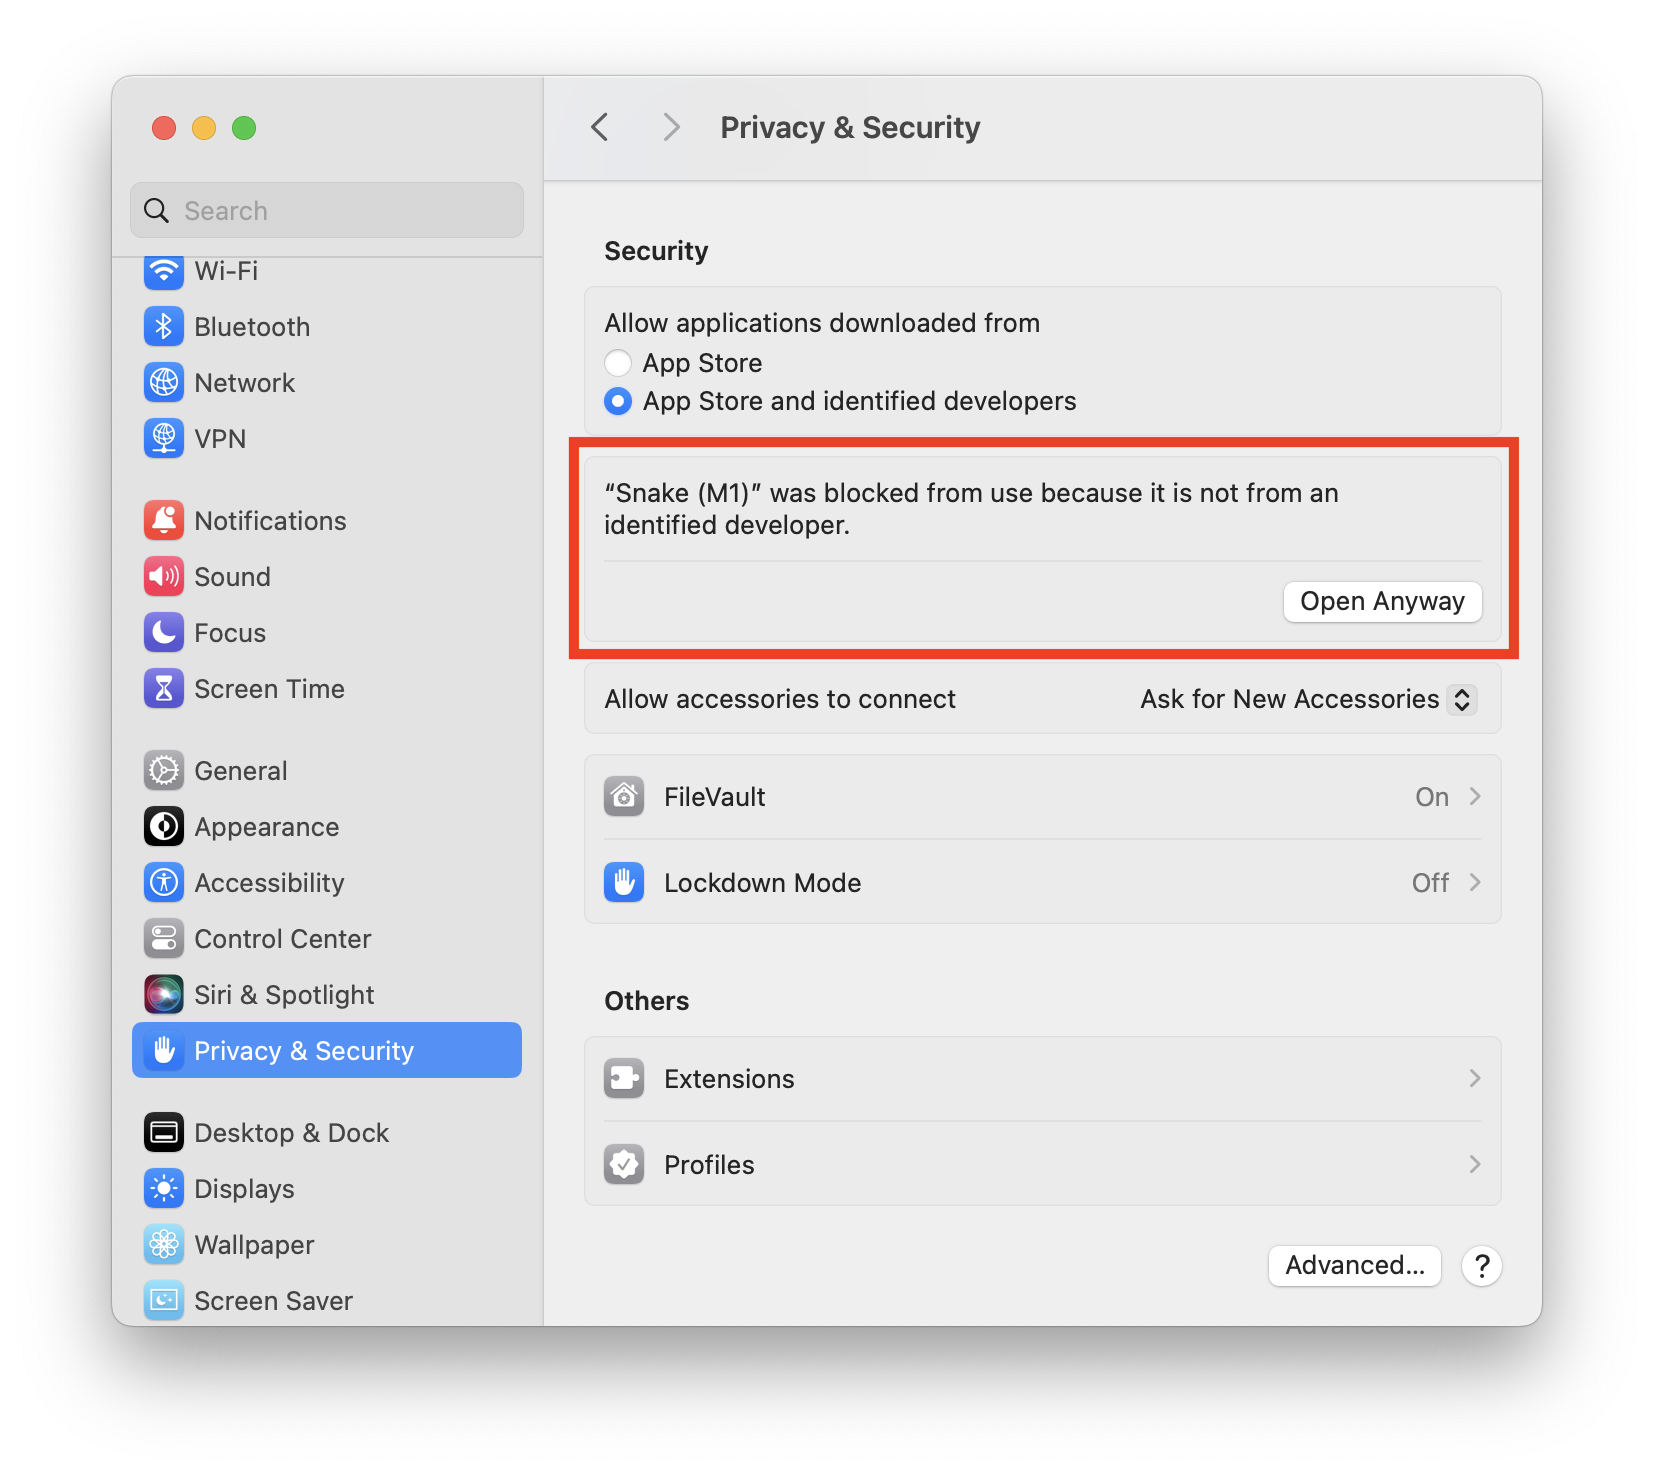 Privacy & Security
Search
Wi-Fi
Bluetooth
Network
VPN
Notifications
Sound
Focus
Screen Time
General
Appearance
Accessibility
Control Center
Siri & Spotlight
Privacy & Security
Desktop & Dock
Displays
Wallpaper
Screen Saver
Security
Allow applications downloaded from
App Store
App Store and identified developers
“Snake (M1)” was blocked from use because it is not from an
identified developer.
Open Anyway
Allow accessories to connect Ask for New Accessories
FileVault On
Lockdown Mode Off
Others
Extensions
Profiles
Advanced... ?